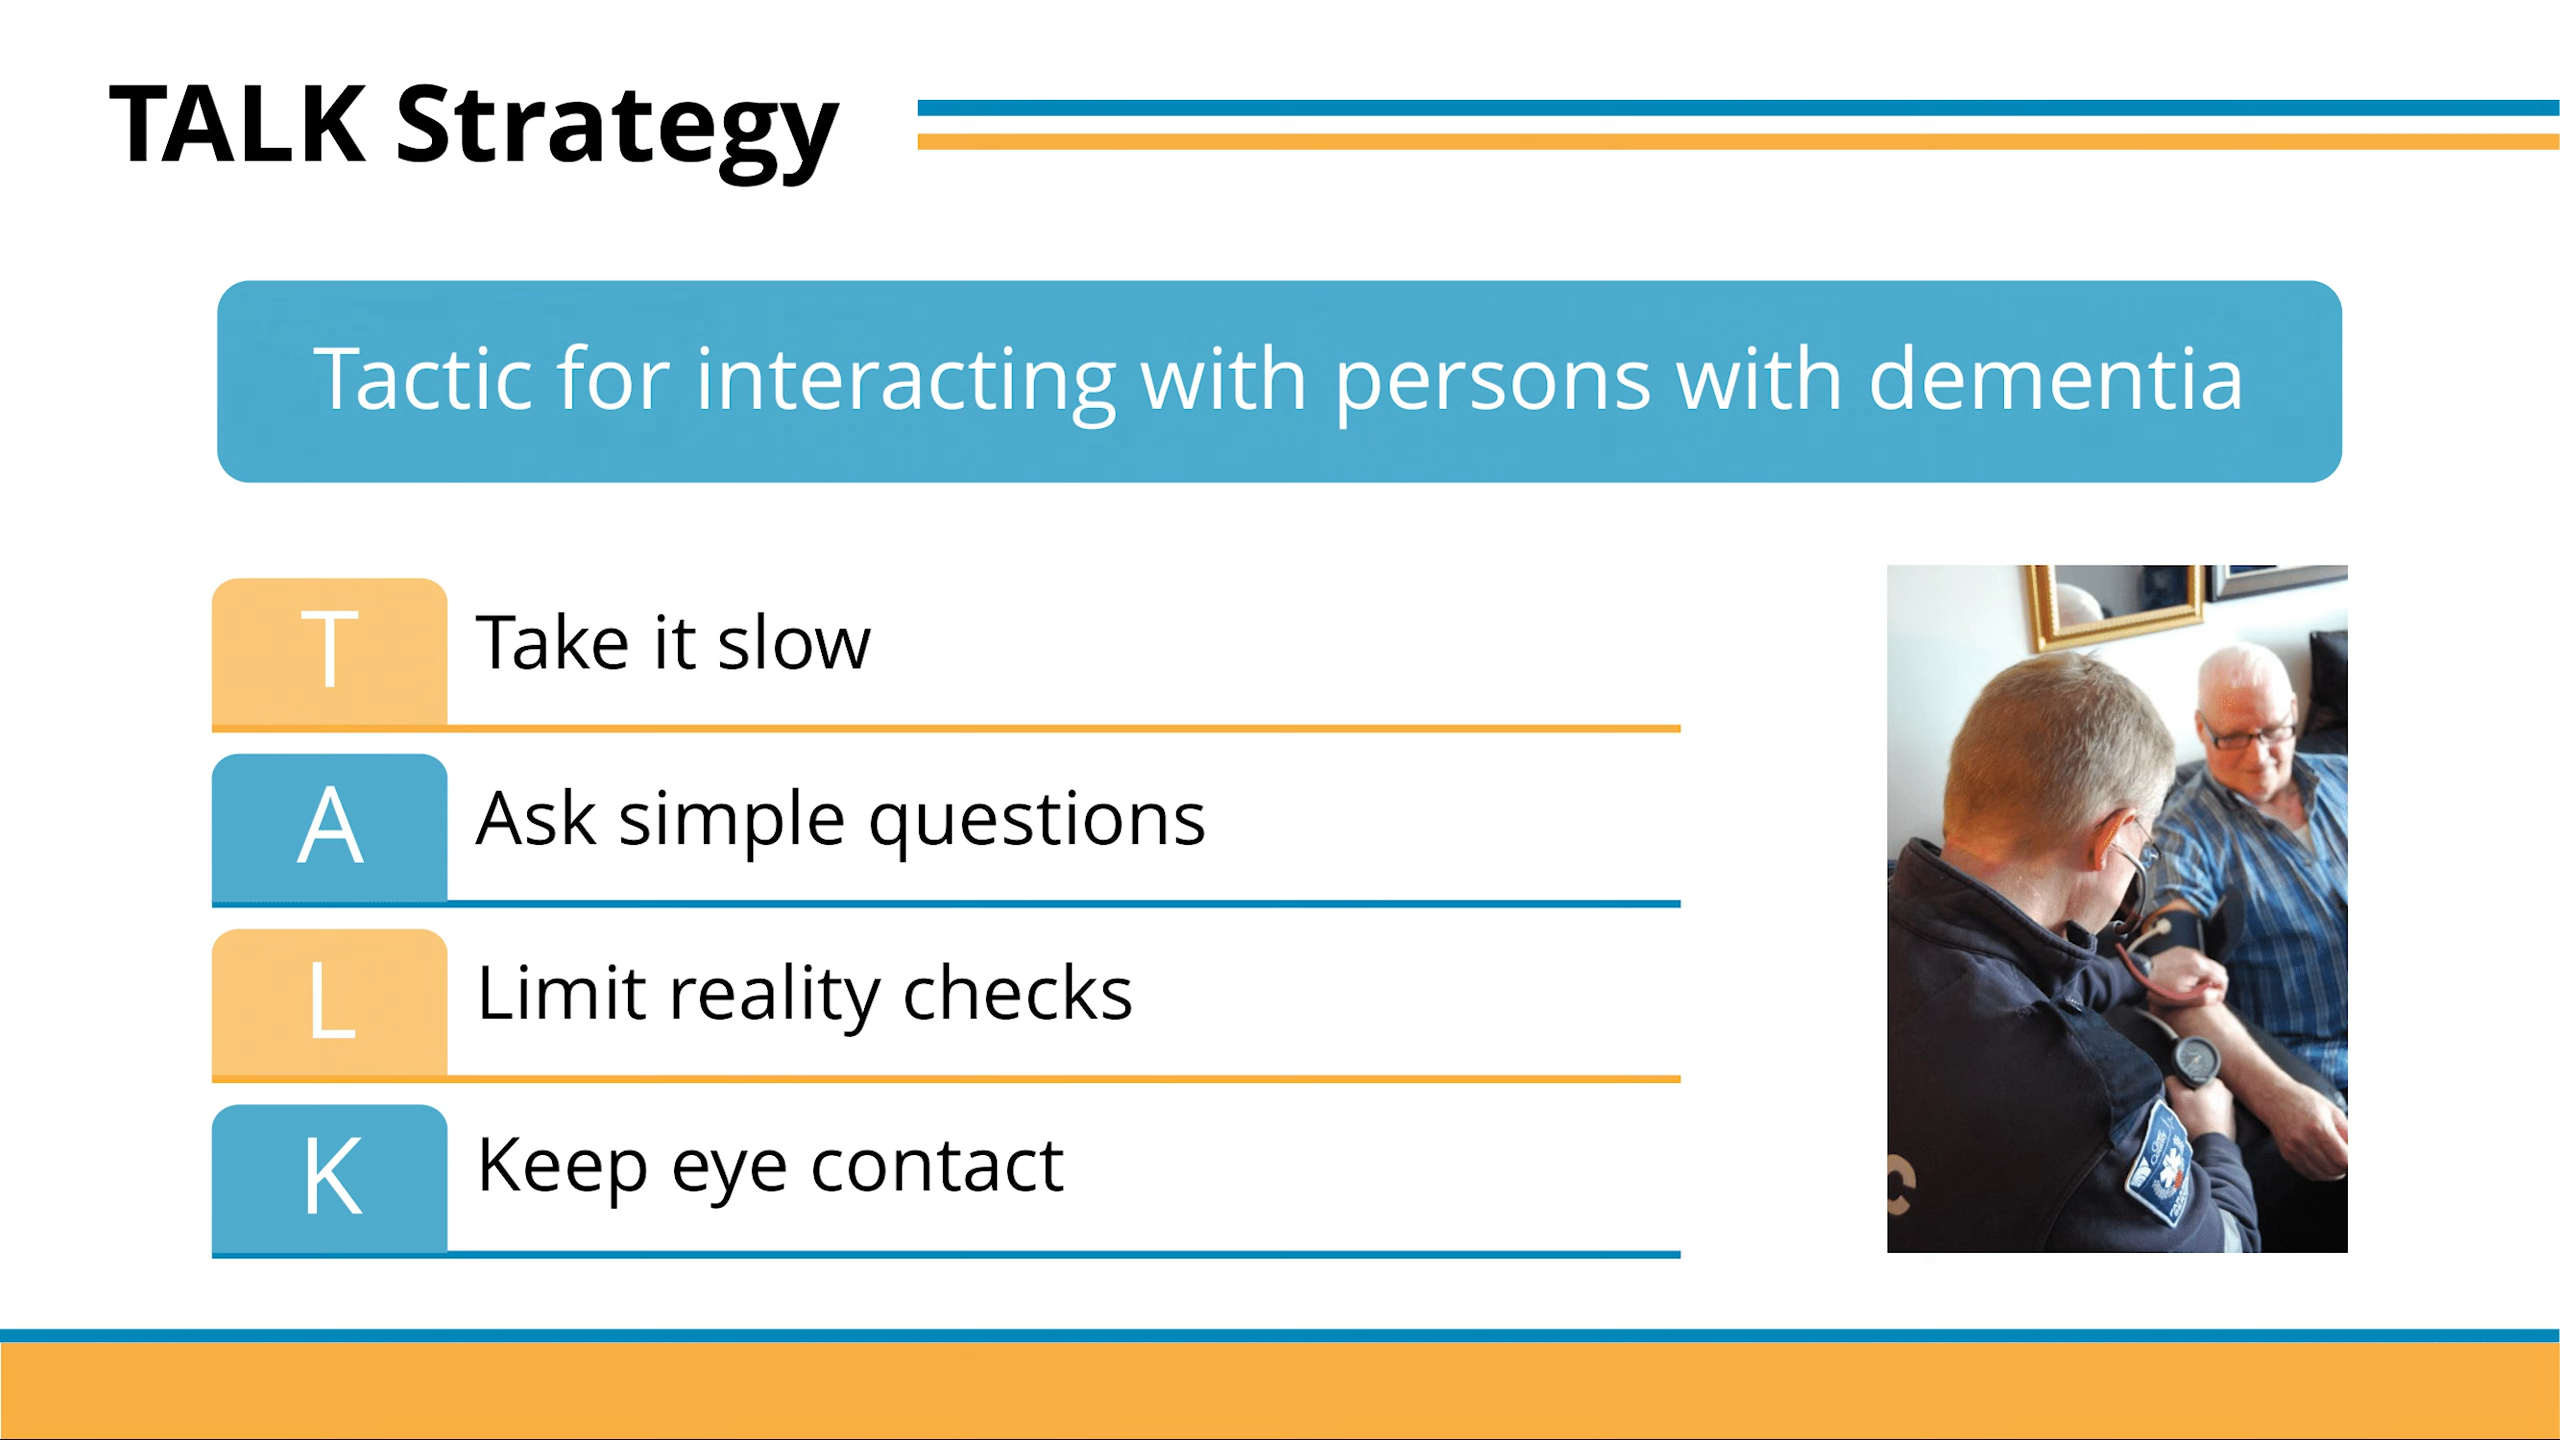 TALK Strategy
Tactic for interacting with persons with dementia
T
Take it slow
A
Ask simple questions
L
Limit reality checks
K
Keep eye contact